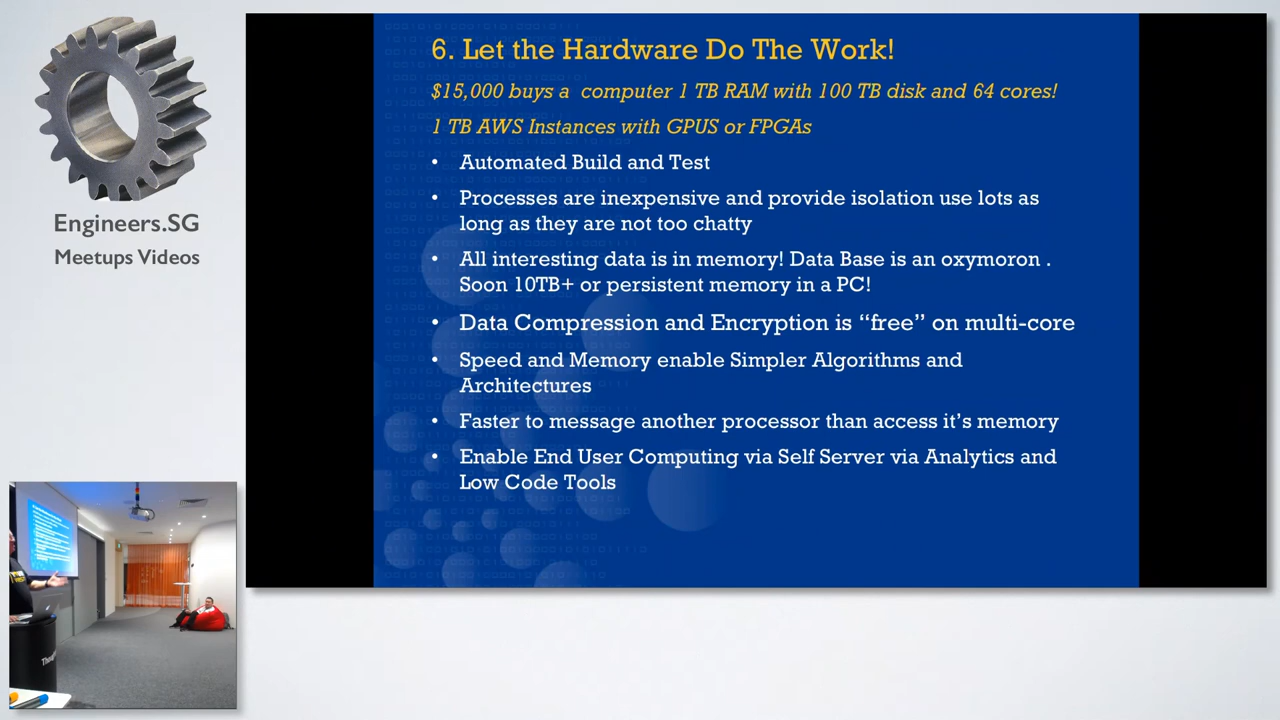 Engineers.SG
Meetups Videos
6. Let the Hardware Do The Work!
$15,000 buys a computer 1 TB RAM with 100 TB disk and 64 cores!
1 TB AWS Instances with GPUS or FPGAs
• Automated Build and Test
• Processes are inexpensive and provide isolation use lots as
long as they are not too chatty
• All interesting data is in memory! Data Base is an oxymoron .
Soon 10TB+ or persistent memory in a PC!
• Data Compression and Encryption is “free” on multi-core
• Speed and Memory enable Simpler Algorithms and
Architectures
• Faster to message another processor than access it’s memory
• Enable End User Computing via Self Server via Analytics and
Low Code Tools